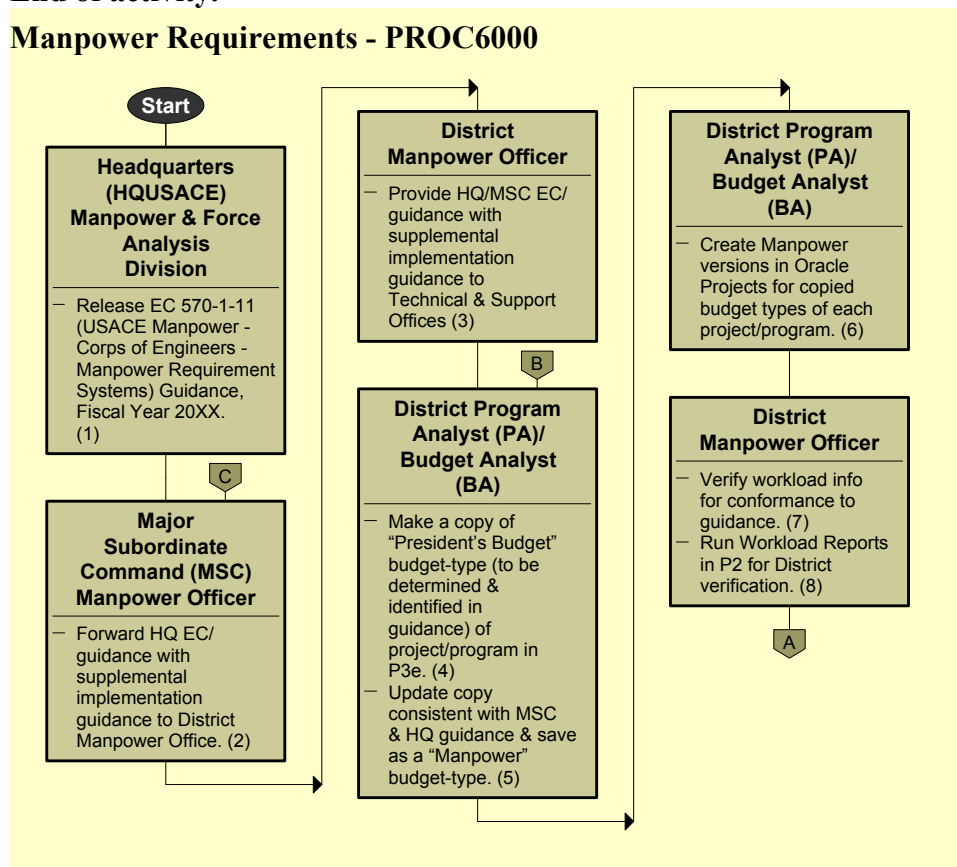 End of activity.
Manpower Requirements - PROC6000
Start
Headquarters
(HQUSACE)
Manpower & Force
Analysis
Division
– Release EC 570-1-11
(USACE Manpower -
Corps of Engineers -
Manpower Requirement
Systems) Guidance,
Fiscal Year 20XX.
(1)
C
Major
Subordinate
Command (MSC)
Manpower Officer
– Forward HQ EC/
guidance with
supplemental
implementation
guidance to District
Manpower Office. (2)
District
Manpower Officer
– Provide HQ/MSC EC/
guidance with
supplemental
implementation
guidance to
Technical & Support
Offices (3)
B
District Program
Analyst (PA)/
Budget Analyst
(BA)
– Make a copy of
“President’s Budget”
budget-type (to be
determined &
identified in
guidance) of
project/program in
P3e. (4)
– Update copy
consistent with MSC
& HQ guidance & save
as a “Manpower”
budget-type. (5)
District Program
Analyst (PA)/
Budget Analyst
(BA)
– Create Manpower
versions in Oracle
Projects for copied
budget types of each
project/program. (6)
District
Manpower Officer
– Verify workload info
for conformance to
guidance. (7)
– Run Workload Reports
in P2 for District
verification. (8)
A